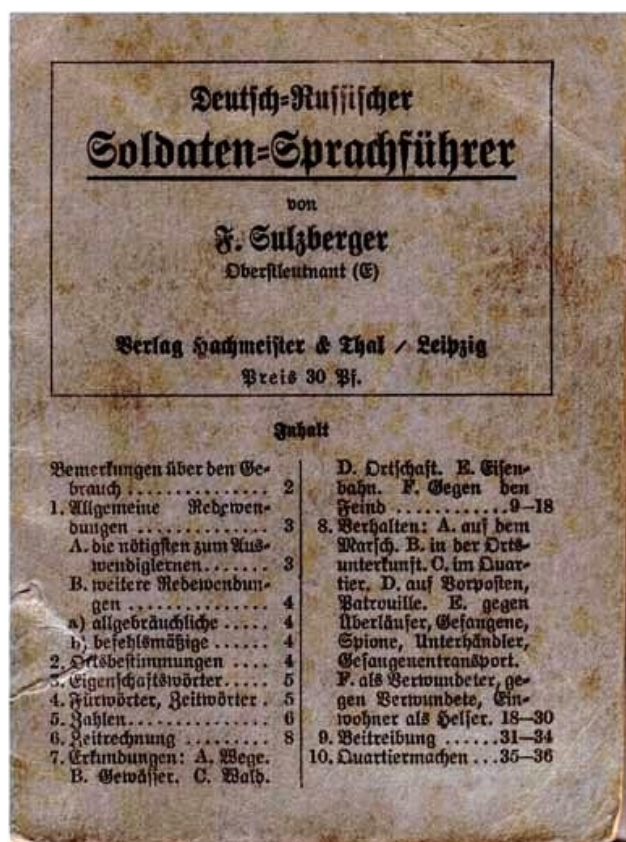 Deutsch=Russischer
Soldaten=Sprachführer
von
F. Sulzberger
Oberstleutnant (E)
Verlag Hachmeister & Thal / Leipzig
Preis 30 Pf.
Inhalt
Bemerkungen über den Ge-
brauch ............... 2
1. Allgemeine Redewen-
dungen .............. 3
A. die nötigsten zum Aus-
wendiglernen....... 3
B. weitere Redewendun-
gen ................ 4
a) allgebräuchliche ..... 4
b) befehlsmäßige ...... 4
2. Ortsbestimmungen .... 4
3. Eigenschaftswörter..... 5
4. Fürwörter, Zeitwörter . 5
5. Zahlen................ 6
6. Zeitrechnung ......... 8
7. Erkundungen: A. Wege.
B. Gewässer. C. Wald.
D. Ortschaft. E. Eisen-
bahn. F. Gegen den
Feind ............9—18
8. Verhalten: A. auf dem
Marsch. B. in der Orts-
unterkunft. C. im Quar-
tier. D. auf Vorposten,
Patrouille. E. gegen
Überläufer, Gefangene,
Spione, Unterhändler,
Gefangenentransport.
F. als Verwundeter, ge-
gen Verwundete, Ein-
wohner als Helfer. 18—30
9. Beitreibung ......31—34
10. Quartiermachen ...35—36